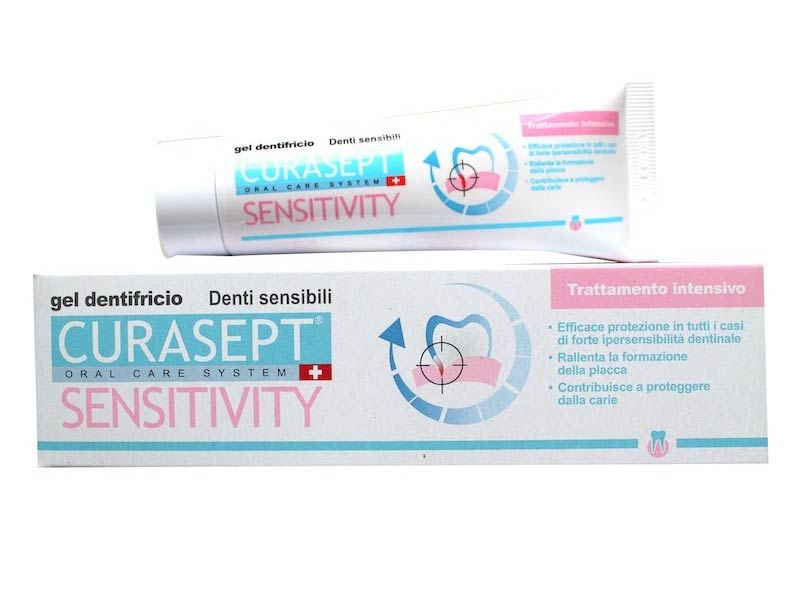 gel dentifricio Denti sensibili
CURASEPT
ORAL CARE SYSTEM
SENSITIVITY
Trattamento intensivo
• Efficace protezione in tutti i casi
di forte ipersensibilità dentinale
• Rallenta la formazione
della placca
• Contribuisce a proteggere
dalla carie
gel dentifricio Denti sensibili
CURASEPT®
ORAL CARE SYSTEM
SENSITIVITY
Trattamento intensivo
• Efficace protezione in tutti i casi
di forte ipersensibilità dentinale
• Rallenta la formazione
della placca
• Contribuisce a proteggere
dalla carie